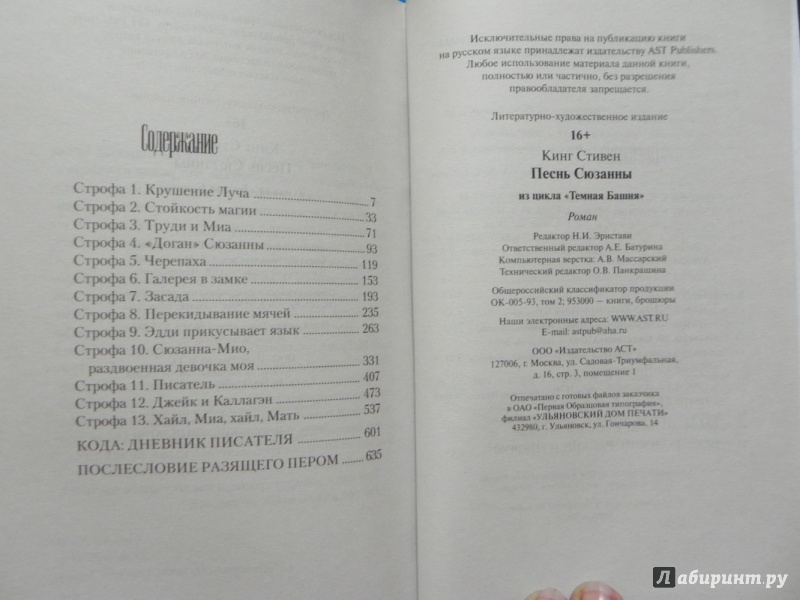 Содержание
Строфа 1. Крушение Луча 7
Строфа 2. Стойкость магии 33
Строфа 3. Труди и Миа 71
Строфа 4. «Доган» Сюзанны 93
Строфа 5. Черепаха 119
Строфа 6. Галерея в замке 153
Строфа 7. Засада 193
Строфа 8. Перекидывание мячей 235
Строфа 9. Эдди прикусывает язык 263
Строфа 10. Сюзанна-Мио,
раздвоенная девочка моя 331
Строфа 11. Писатель 407
Строфа 12. Джейк и Каллагэн 473
Строфа 13. Хайл, Миа, хайл, Мать 537
КОДА: ДНЕВНИК ПИСАТЕЛЯ 601
ПОСЛЕСЛОВИЕ РАЗЯЩЕГО ПЕРОМ 635
Исключительные права на публикацию книги
на русском языке принадлежат издательству AST Publishers.
Любое использование материала данной книги,
полностью или частично, без разрешения
правообладателя запрещается.
Литературно-художественное издание
16+
Кинг Стивен
Песнь Сюзанны
из цикла «Темная Башня»
Роман
Редактор Н.И. Эристави
Ответственный редактор А.Е. Батурина
Компьютерная верстка: А.В. Массарский
Технический редактор О.В. Панкрашина
Общероссийский классификатор продукции
ОК-005-93, том 2; 953000 — книги, брошюры
Наши электронные адреса: WWW.AST.RU
E-mail: astpub@aha.ru
ООО «Издательство АСТ»
127006, г. Москва, ул. Садовая-Триумфальная,
д. 16, стр. 3, помещение 1
Отпечатано с готовых файлов заказчика
в ОАО «Первая Образцовая типография»,
филиал «УЛЬЯНОВСКИЙ ДОМ ПЕЧАТИ»
432980, г. Ульяновск, ул. Гончарова, 14
Лабиринт.ру